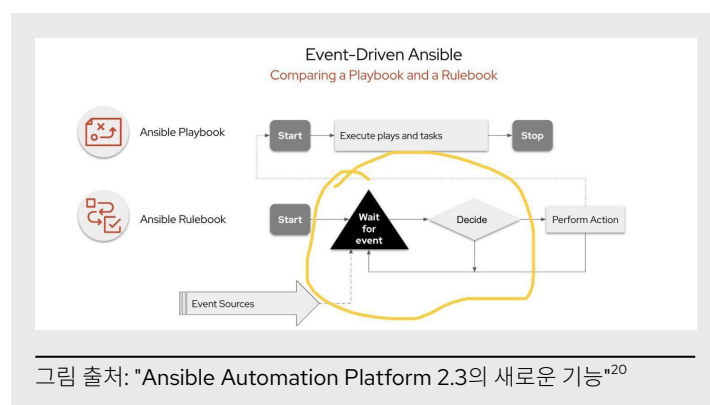 Event-Driven Ansible
Comparing a Playbook and a Rulebook
Ansible Playbook
Start
Execute plays and tasks
Stop
Ansible Rulebook
Start
Wait
for
event
Decide
Perform Action
Event Sources
그림 출처: "Ansible Automation Platform 2.3의 새로운 기능"20